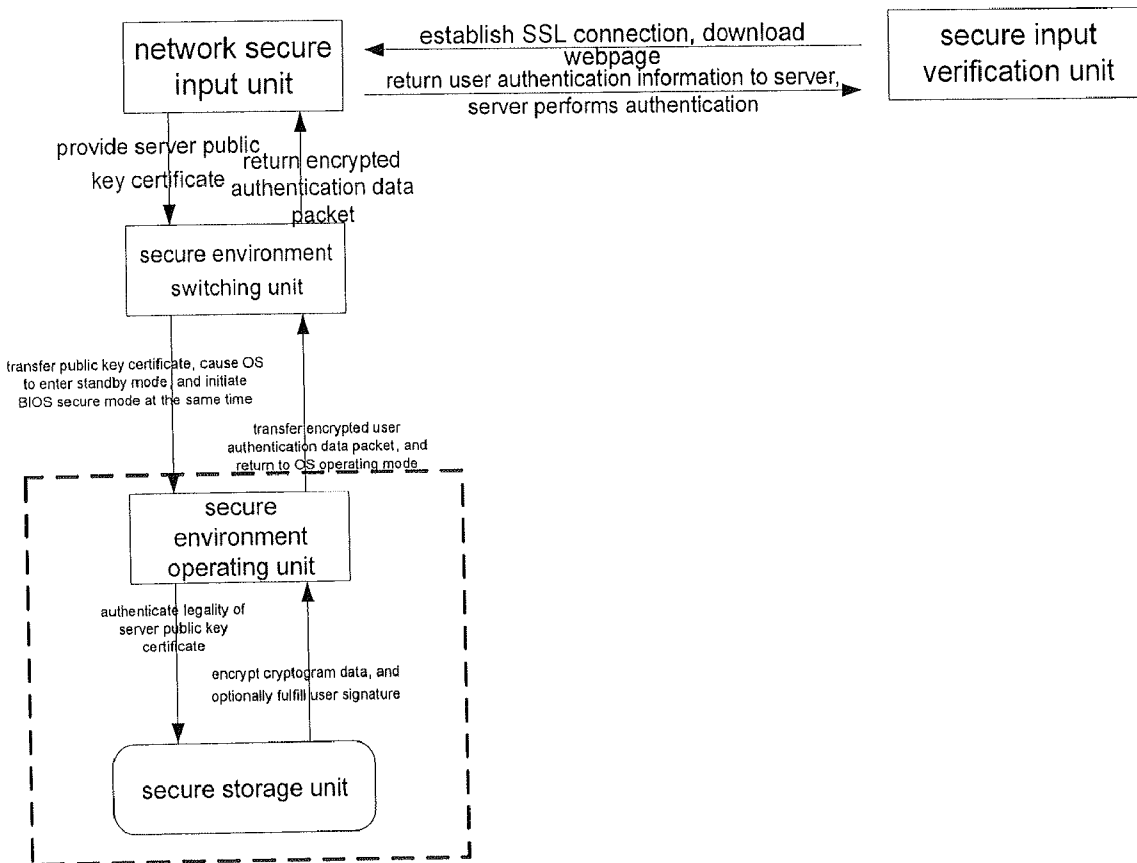 network secure
input unit
establish SSL connection, download
webpage
return user authentication information to server,
server performs authentication
secure input
verification unit
provide server public
key certificate
return encrypted
authentication data
packet
secure environment
switching unit
transfer public key certificate, cause OS
to enter standby mode, and initiate
BIOS secure mode at the same time
transfer encrypted user
authentication data packet, and
return to OS operating mode
secure
environment
operating unit
authenticate legality of
server public key
certificate
encrypt cryptogram data, and
optionally fulfill user signature
secure storage unit